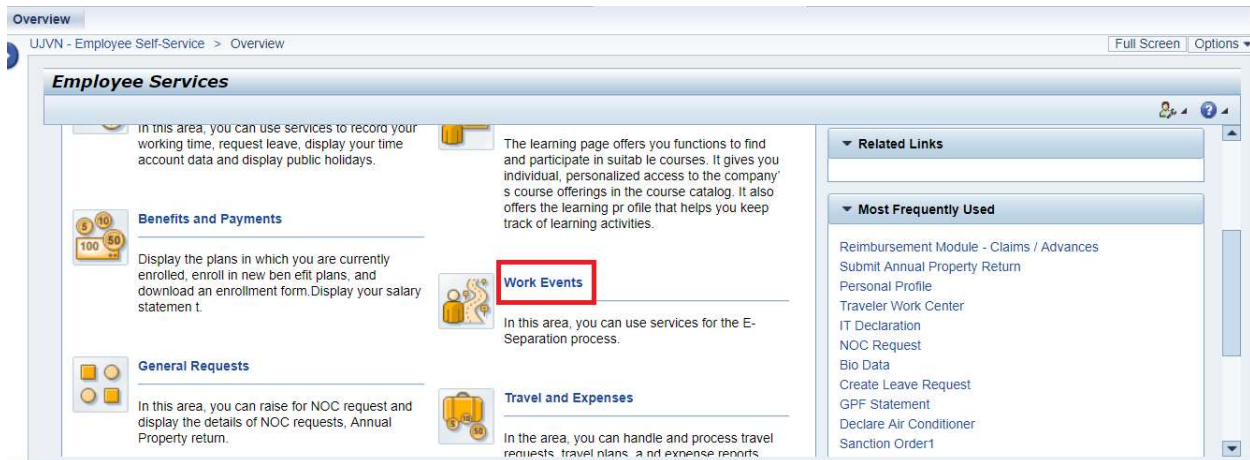 Overview
UJVN - Employee Self-Service > Overview
Full Screen
Options
Employee Services
In this area, you can use services to record your
working time, request leave, display your time
account data and display public holidays.
Benefits and Payments
Display the plans in which you are currently
enrolled, enroll in new ben efit plans, and
download an enrollment form.Display your salary
statemen t.
General Requests
In this area, you can raise for NOC request and
display the details of NOC requests, Annual
Property return.
The learning page offers you functions to find
and participate in suitab le courses. It gives you
individual, personalized access to the company'
s course offerings in the course catalog. It also
offers the learning pr ofile that helps you keep
track of learning activities.
Work Events
In this area, you can use services for the E-
Separation process.
Travel and Expenses
In the area, you can handle and process travel
requests, travel plans, a nd expense reports
Related Links
Most Frequently Used
Reimbursement Module - Claims / Advances
Submit Annual Property Return
Personal Profile
Traveler Work Center
IT Declaration
NOC Request
Bio Data
Create Leave Request
GPF Statement
Declare Air Conditioner
Sanction Order1
5 10
100 50
5 10 50